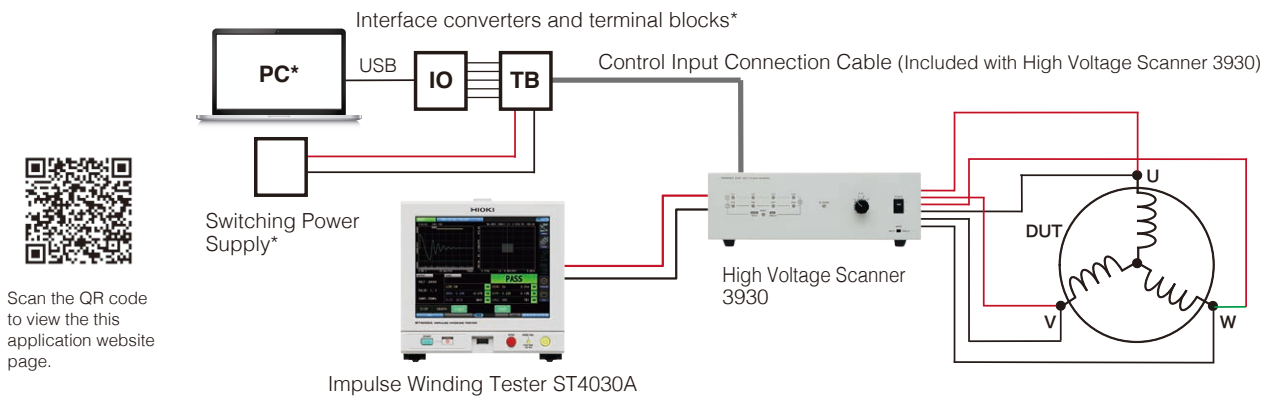 Interface converters and terminal blocks*
PC*
USB
IO
TB
Control Input Connection Cable (Included with High Voltage Scanner 3930)
Switching Power
Supply*
Scan the QR code
to view the this
application website
page.
HIOKI
PASS
Impulse Winding Tester ST4030A
High Voltage Scanner
3930
DUT
U
V
W